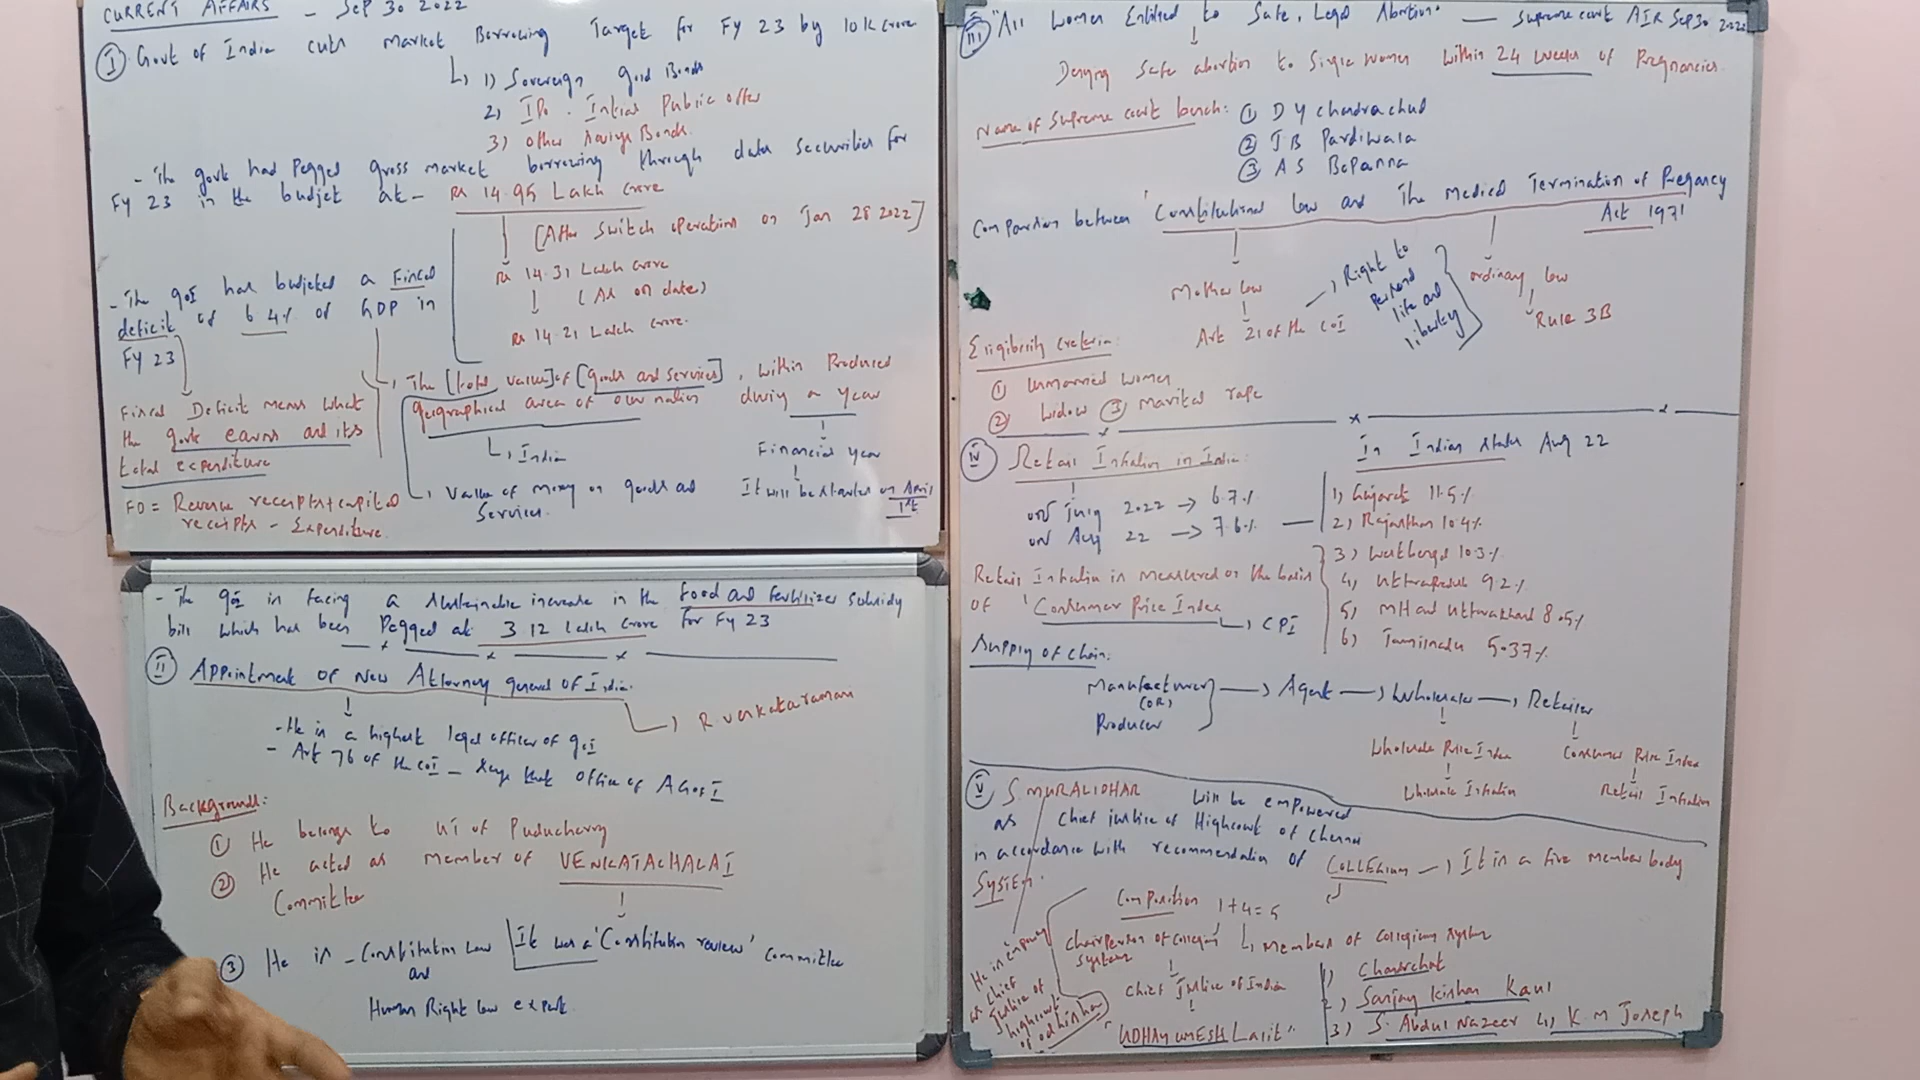 CURRENT AFFAIRS - Sep 30 2022
I Govt of India cuts market Borrowing Target for FY 23 by 10K crore
1) Sovereign gold Bonds
2) IPo - Initial Public offer
3) other savings Bonds
- The govt had Pegged gross market borrowing through dated securities for
FY 23 in the budget at - Rs 14.95 Lakh crore
[After Switch operation on Jan 28 2022]
Rs 14.31 Lakh crore
(As on date)
Rs 14.21 Lakh crore.
- The GOI has budgeted a Fiscal
deficit of 6.4% of GDP in
FY 23
The [total value] of [goods and services], within Produced
geographical area of our nation during a year
India
Financial year
Value of money on goods and
Services.
It will be started on April
1st
Fiscal Deficit means what
the govt earns and its
total expenditure
FD = Revenue receipts + capital
receipts - Expenditure.
- The GOI is facing a sustainable increase in the food and fertilizer subsidy
bill which has been Pegged at 3.12 lakh crore for FY 23
II Appointment of New Attorney general of India.
R Venkataramani
- He is a highest legal officer of GOI
- Art 76 of the COI - says that office of AGOFI
Background:
1 He belongs to UT of Puducherry
2 He acted as member of VENKATACHALAI
Committee
3 He is - Constitution Law It was a 'Constitution review' committee
and
Human Right law expert.
III "All Women Entitled to Safe, Legal Abortion" - Supreme court AIR Sep 30 2022
Denying Safe abortion to Single women within 24 weeks of Pregnancies.
Name of Supreme court bench: 1 D Y Chandrachud
2 J B Pardiwala
3 A S Bopanna
Comparison between 'Constitutional law and The Medical Termination of Pregancy
Act 1971
Mother law
Art 21 of the COI
Right to
Personal
life and
liberty
ordinary law
Rule 3B
Eligibility criteria:
1 Unmarried women
2 Widow 3 Marital rape
IV Retail Inflation in India:
In Indian states Aug 22
on July 2022 → 6.7%
on Aug 22 → 7.6%
1) Gujarat 11.5%
2) Rajasthan 10.4%
3) West bengal 10.3%
4) 9.2%
5) MH and Uttrakhand 8.5%
6) Tamilnadu 5.37%
Retail Inflation is measured on the basis
of 'Consumer Price Index
CPI
Supply of chain:
Manufacturer
(OR)
Producer
→ Agent → Wholesaler → Retailer
Wholesale Price Index
Wholesale Inflation
Consumer Price Index
Retail Inflation
V S MURALIDHAR will be empowered
as chief justice of Highcourt of Chennai
in accordance with recommendation of COLLEGIUM → It is a five member body
System.
Composition 1+4=5
Chairperson of collegium
system
Members of collegium system
Chief Justice of India
"UDHAY UMESH Lalit"
1)
2) Sanjay Kishan Kaul
3) S. Abdul Nazeer 4) K M Joseph
He is
as chief
justice of
highcourt
of odhisha